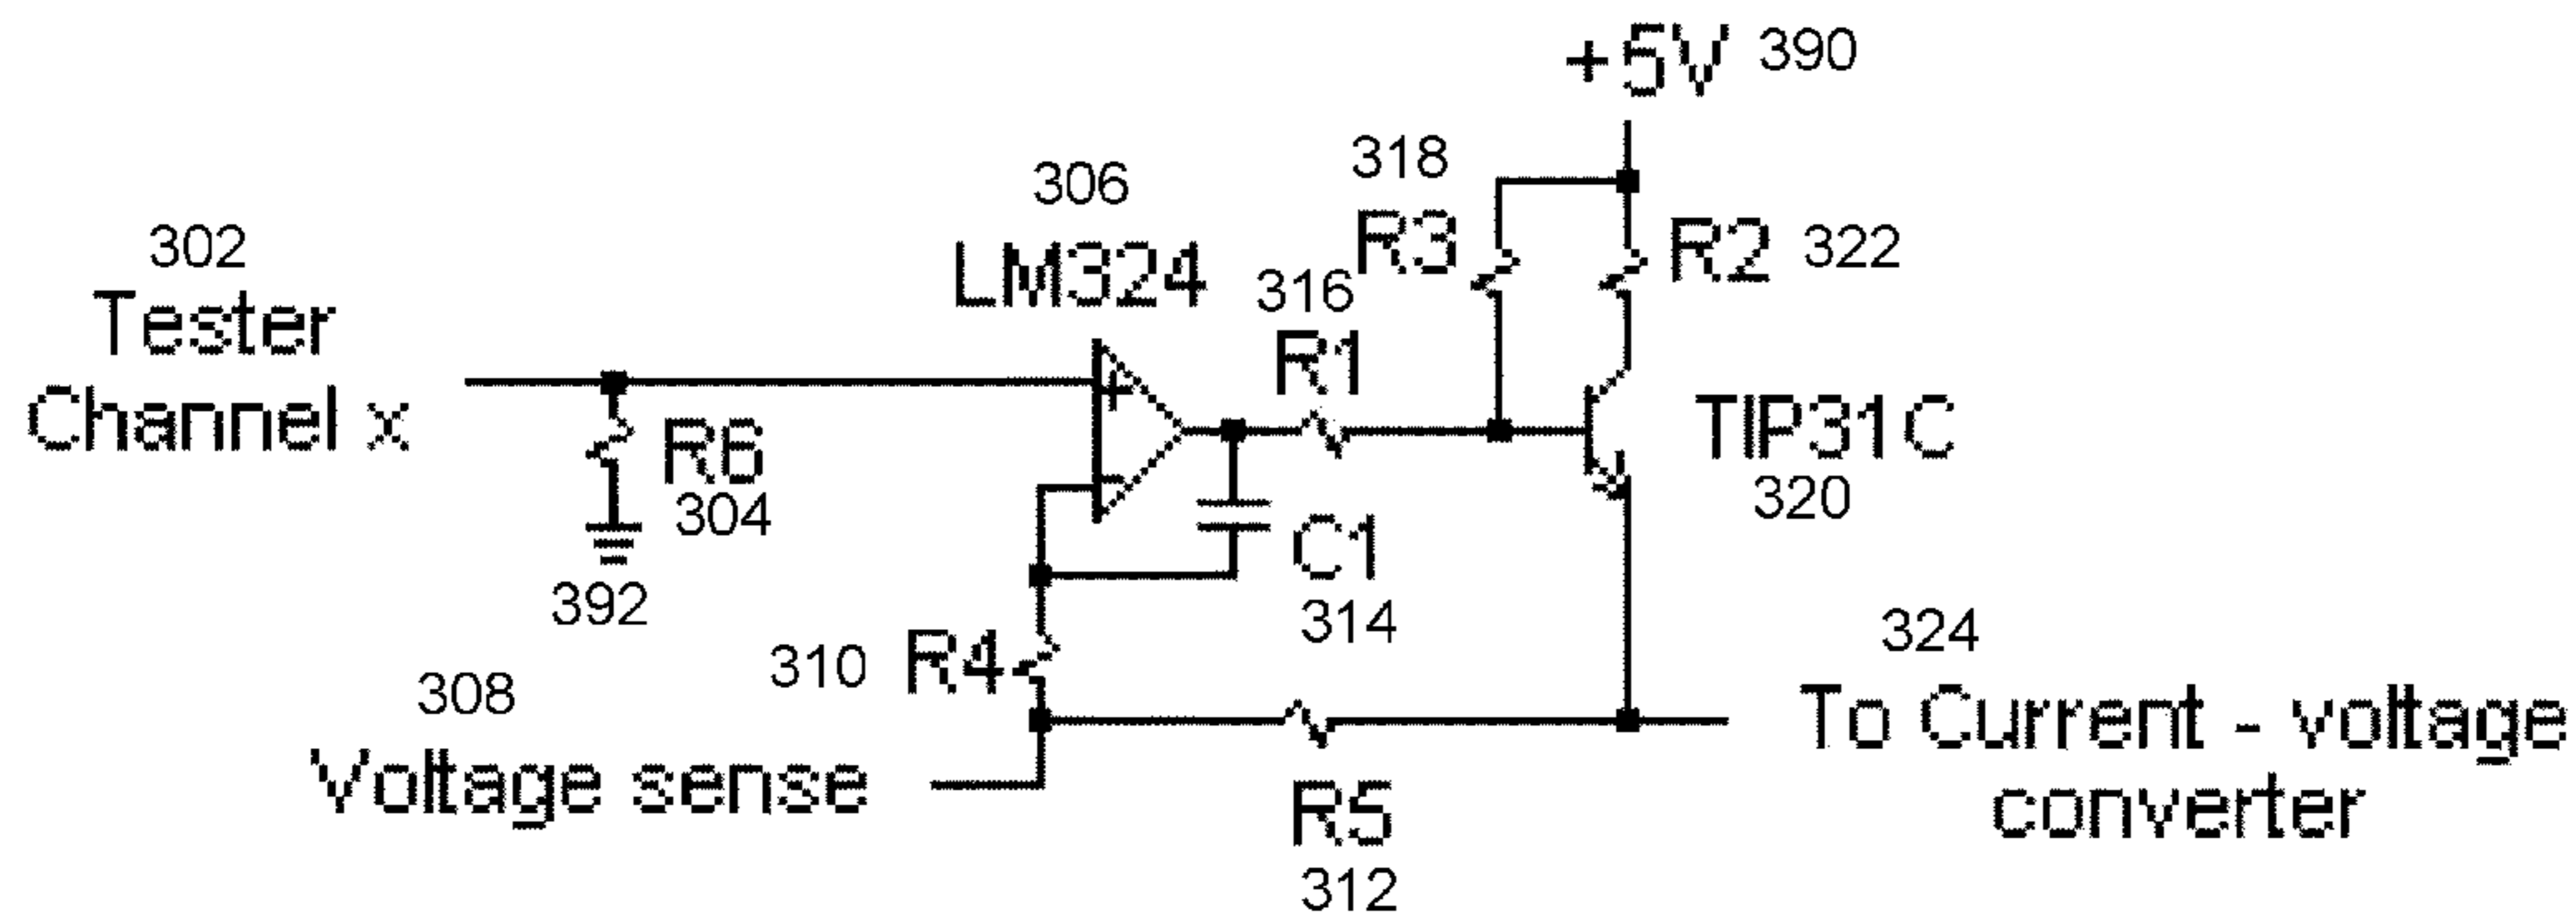 +5V 390
318
306
R3
R2 322
302
LM324
316
Tester
Channel x
R1
+
TIP31C
R6
304
320
-
C1
392
314
324
310 R4
308
To Current - voltage
converter
Voltage sense
R5
312